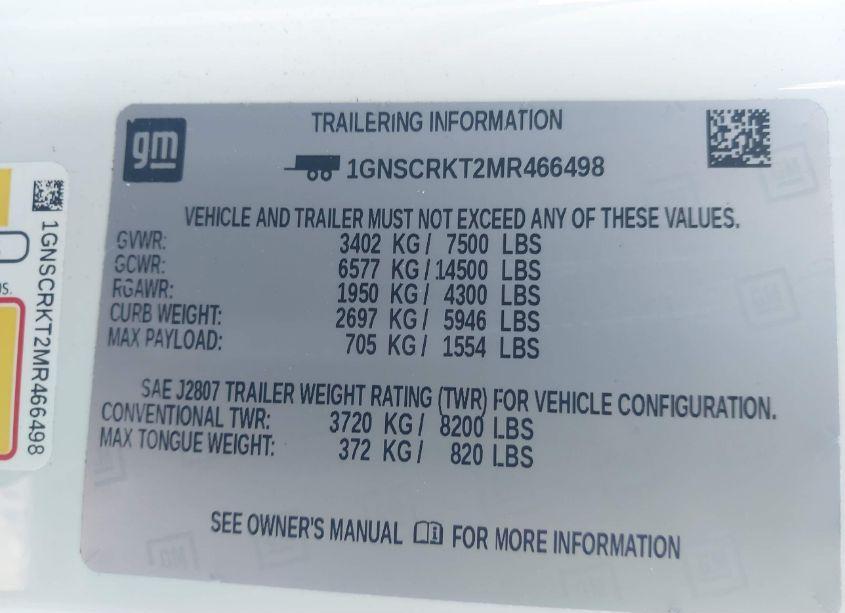 gm
TRAILERING INFORMATION
1GNSCRKT2MR466498
VEHICLE AND TRAILER MUST NOT EXCEED ANY OF THESE VALUES.
GVWR: 3402 KG / 7500 LBS
GCWR: 6577 KG / 14500 LBS
RGAWR: 1950 KG / 4300 LBS
CURB WEIGHT: 2697 KG / 5946 LBS
MAX PAYLOAD: 705 KG / 1554 LBS
SAE J2807 TRAILER WEIGHT RATING (TWR) FOR VEHICLE CONFIGURATION.
CONVENTIONAL TWR: 3720 KG / 8200 LBS
MAX TONGUE WEIGHT: 372 KG / 820 LBS
SEE OWNER'S MANUAL FOR MORE INFORMATION
1GNSCRKT2MR466498